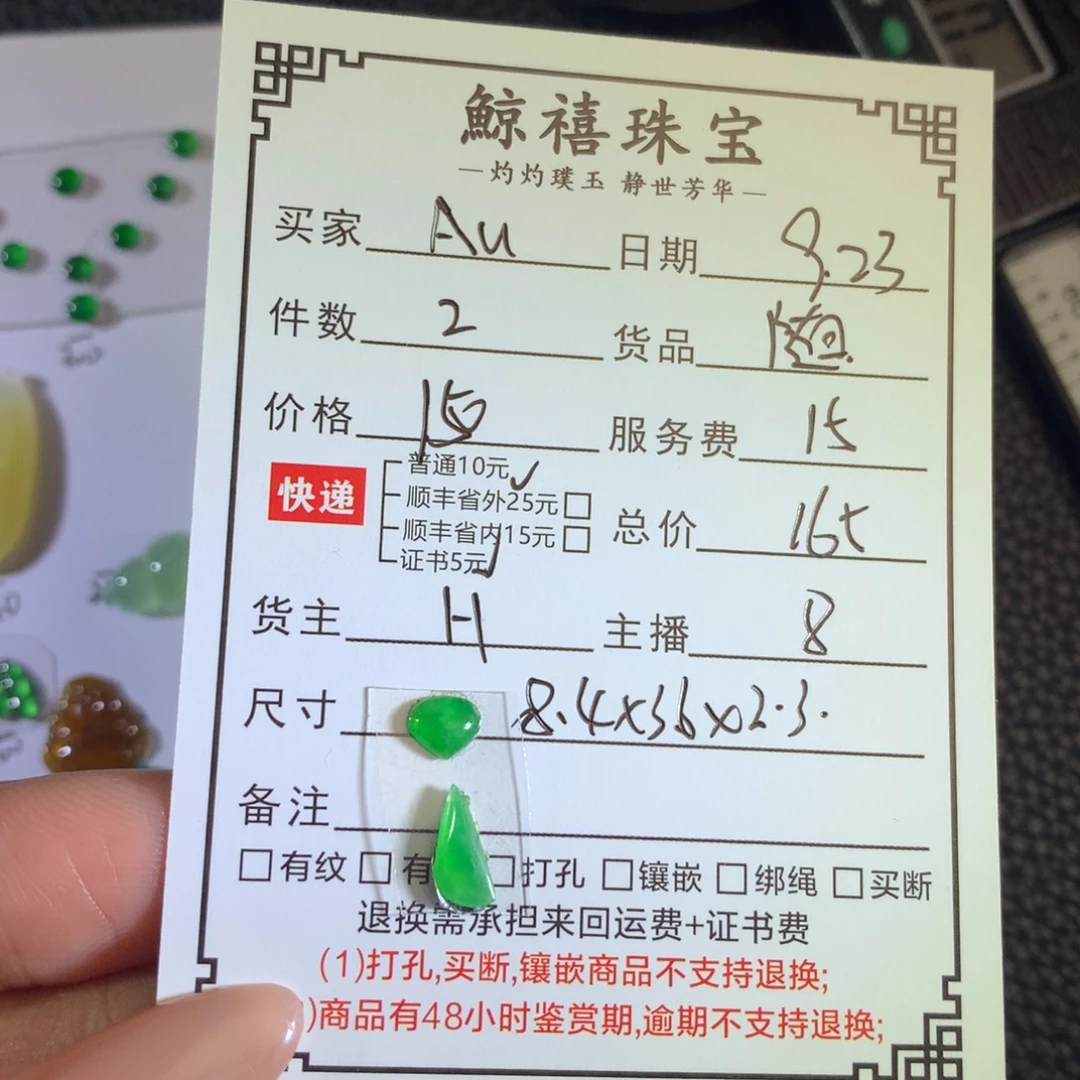 鲸禧珠宝
—灼灼璞玉 静世芳华—
买家 Au 日期 9.23
件数 2 货品 随
价格 服务费 15
快递 普通10元✓
顺丰省外25元□
顺丰省内15元□
证书5元✓
总价
货主 H 主播 8
尺寸 8.4x3.6x2.3.
备注
□有纹 □有 □打孔 □镶嵌 □绑绳 □买断
退换需承担来回运费+证书费
(1)打孔,买断,镶嵌商品不支持退换;
)商品有48小时鉴赏期,逾期不支持退换;